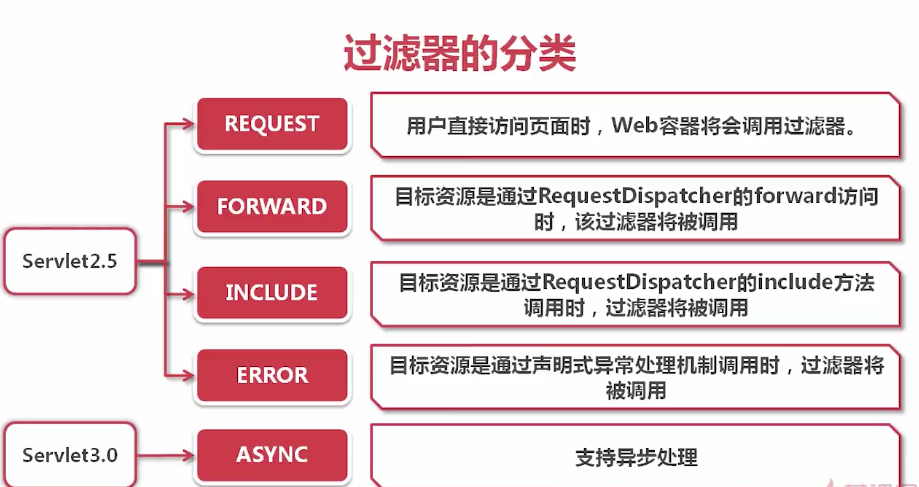 过滤器的分类
REQUEST
用户直接访问页面时，Web容器将会调用过滤器。
FORWARD
目标资源是通过RequestDispatcher的forward访问
时，该过滤器将被调用
Servlet2.5
INCLUDE
目标资源是通过RequestDispatcher的include方法
调用时，过滤器将被调用
ERROR
目标资源是通过声明式异常处理机制调用时，过滤器将
被调用
Servlet3.0
ASYNC
支持异步处理